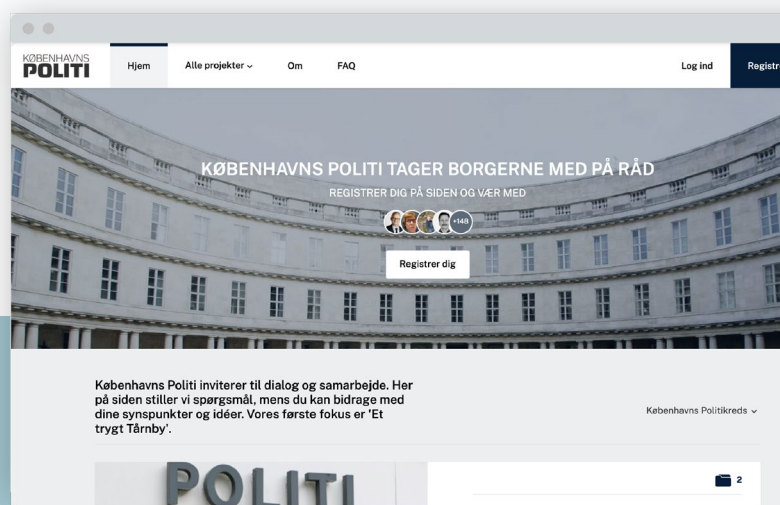 KØBENHAVNS
POLITI
Hjem
Alle projekter
Om
FAQ
Log ind
KØBENHAVNS POLITI TAGER BORGERNE MED PÅ RÅD
REGISTRER DIG PÅ SIDEN OG VÆR MED
+148
Registrer dig
Københavns Politi inviterer til dialog og samarbejde. Her
på siden stiller vi spørgsmål, mens du kan bidrage med
dine synspunkter og idéer. Vores første fokus er 'Et
trygt Tårnby'.
Københavns Politikreds
POLITI
2